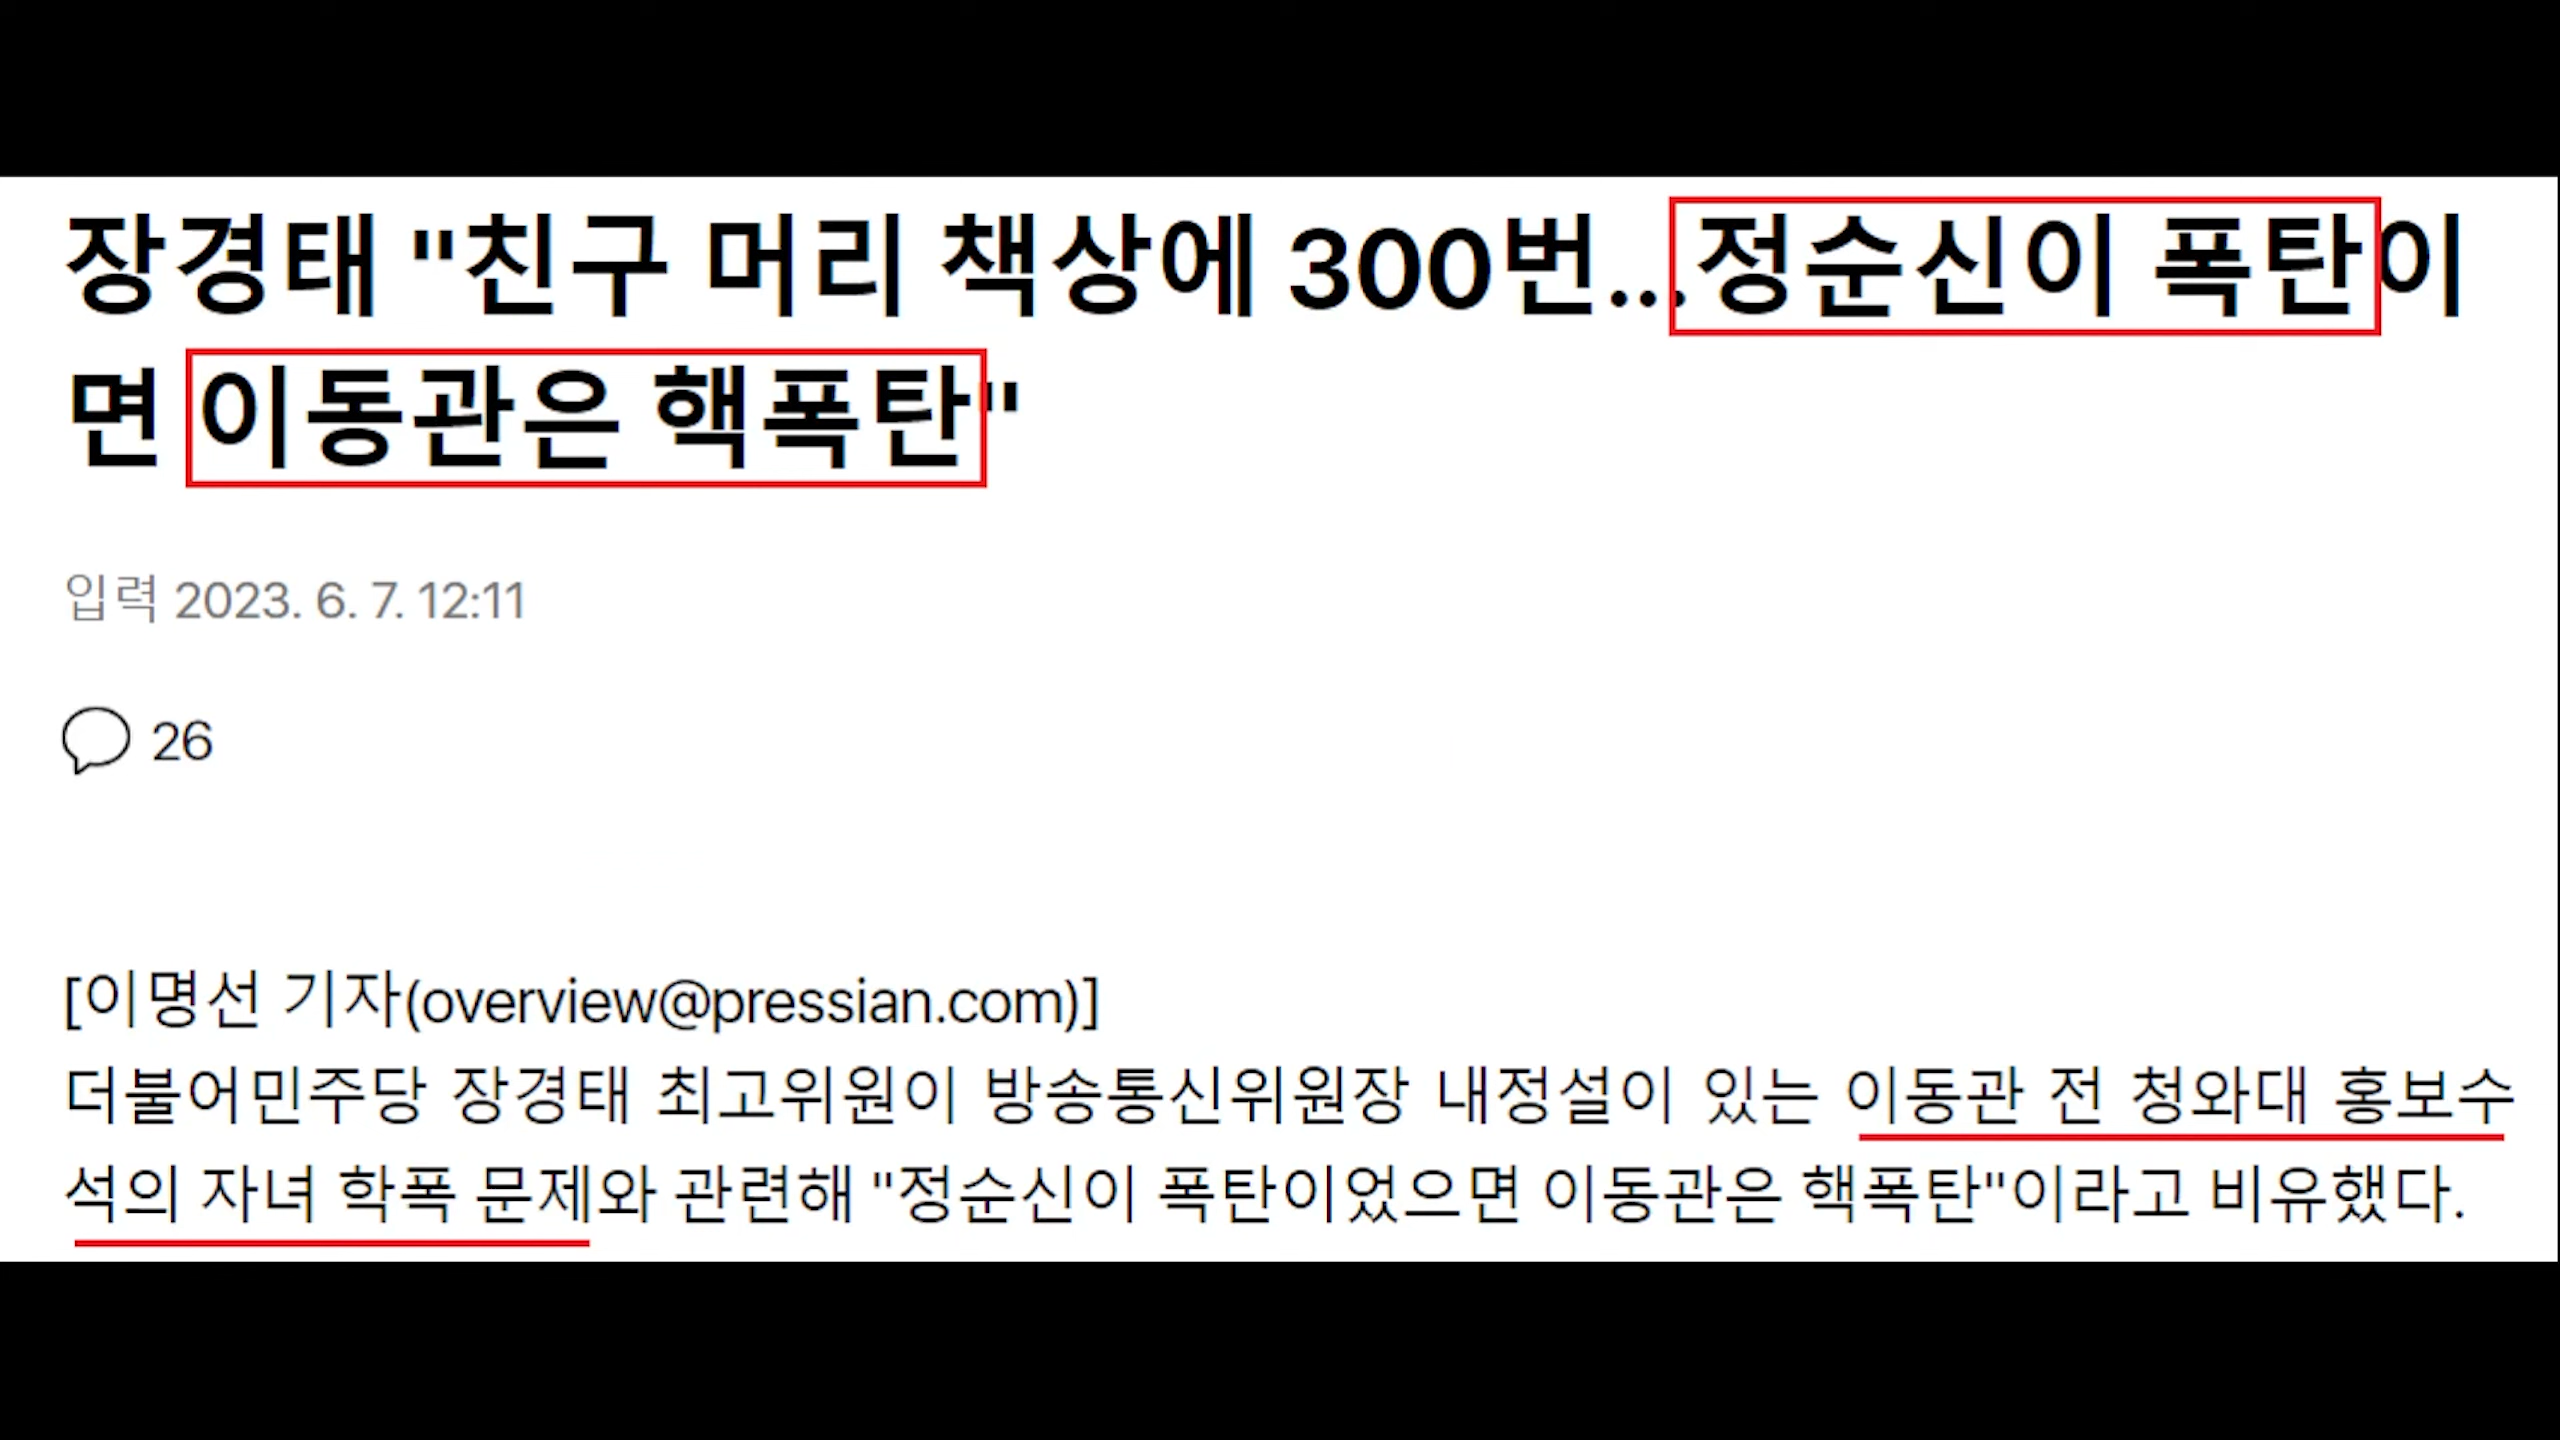 장경태 "친구 머리 책상에 300번...정순신이 폭탄이
면 이동관은 핵폭탄"
입력 2023. 6. 7. 12:11
26
[이명선 기자(overview@pressian.com)]
더불어민주당 장경태 최고위원이 방송통신위원장 내정설이 있는 이동관 전 청와대 홍보수
석의 자녀 학폭 문제와 관련해 "정순신이 폭탄이었으면 이동관은 핵폭탄"이라고 비유했다.